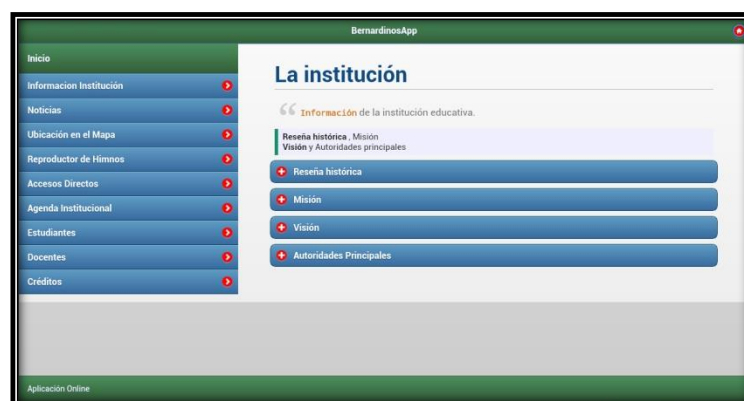 BernardinosApp
Inicio
Informacion Institución
Noticias
Ubicación en el Mapa
Reproductor de Himnos
Accesos Directos
Agenda Institucional
Estudiantes
Docentes
Créditos
La institución
“ Información de la institución educativa.
Reseña histórica , Misión
Visión y Autoridades principales
Reseña histórica
Misión
Visión
Autoridades Principales
Aplicación Online